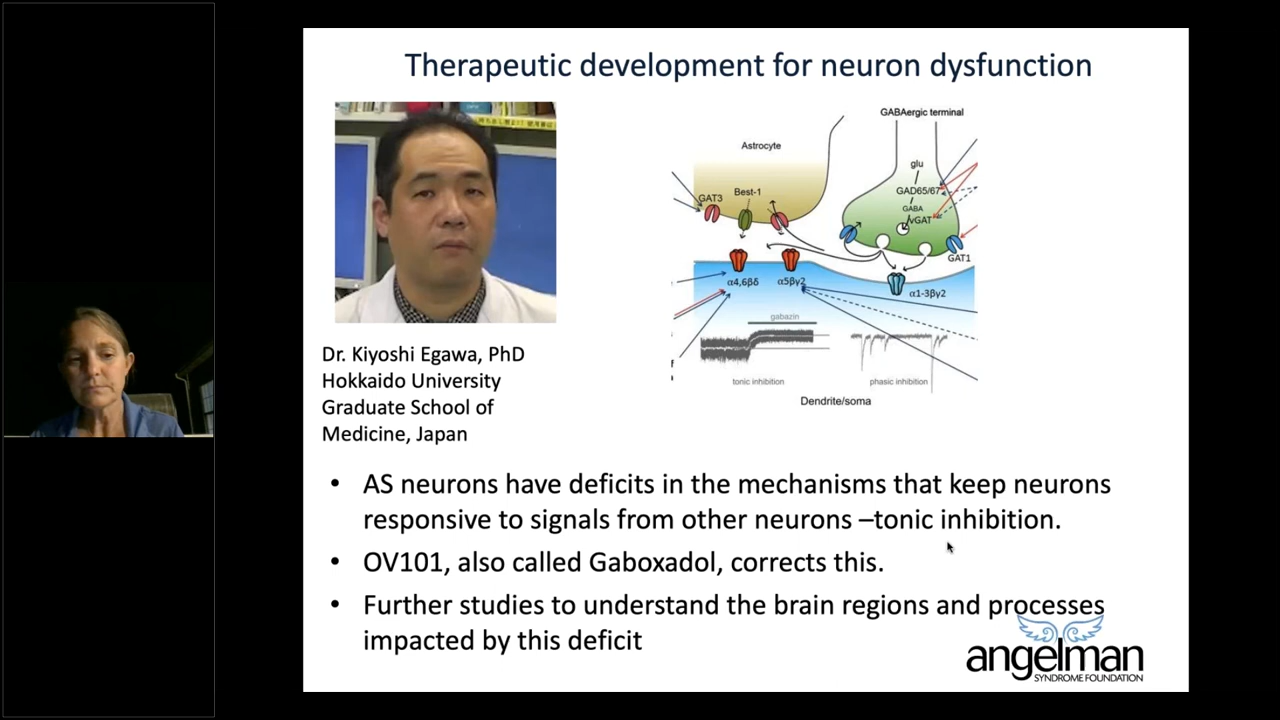 Therapeutic development for neuron dysfunction
GABAergic terminal
Astrocyte
glu
GAD65/67
GABA
vGAT
GAT3
Best-1
GAT1
α4,6βδ
α5βγ2
α1-3βγ2
gabazin
tonic inhibition
phasic inhibition
Dendrite/soma
Dr. Kiyoshi Egawa, PhD
Hokkaido University
Graduate School of
Medicine, Japan
• AS neurons have deficits in the mechanisms that keep neurons
responsive to signals from other neurons –tonic inhibition.
• OV101, also called Gaboxadol, corrects this.
• Further studies to understand the brain regions and processes
impacted by this deficit
angelman
SYNDROME FOUNDATION